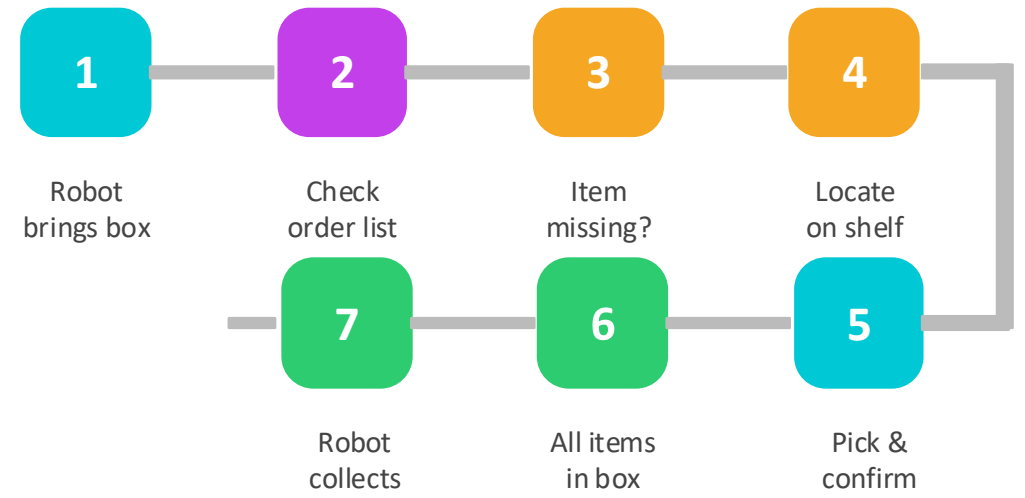 1
2
3
4
Robot
brings box
Check
order list
Item
missing?
Locate
on shelf
7
6
5
Robot
collects
All items
in box
Pick &
confirm